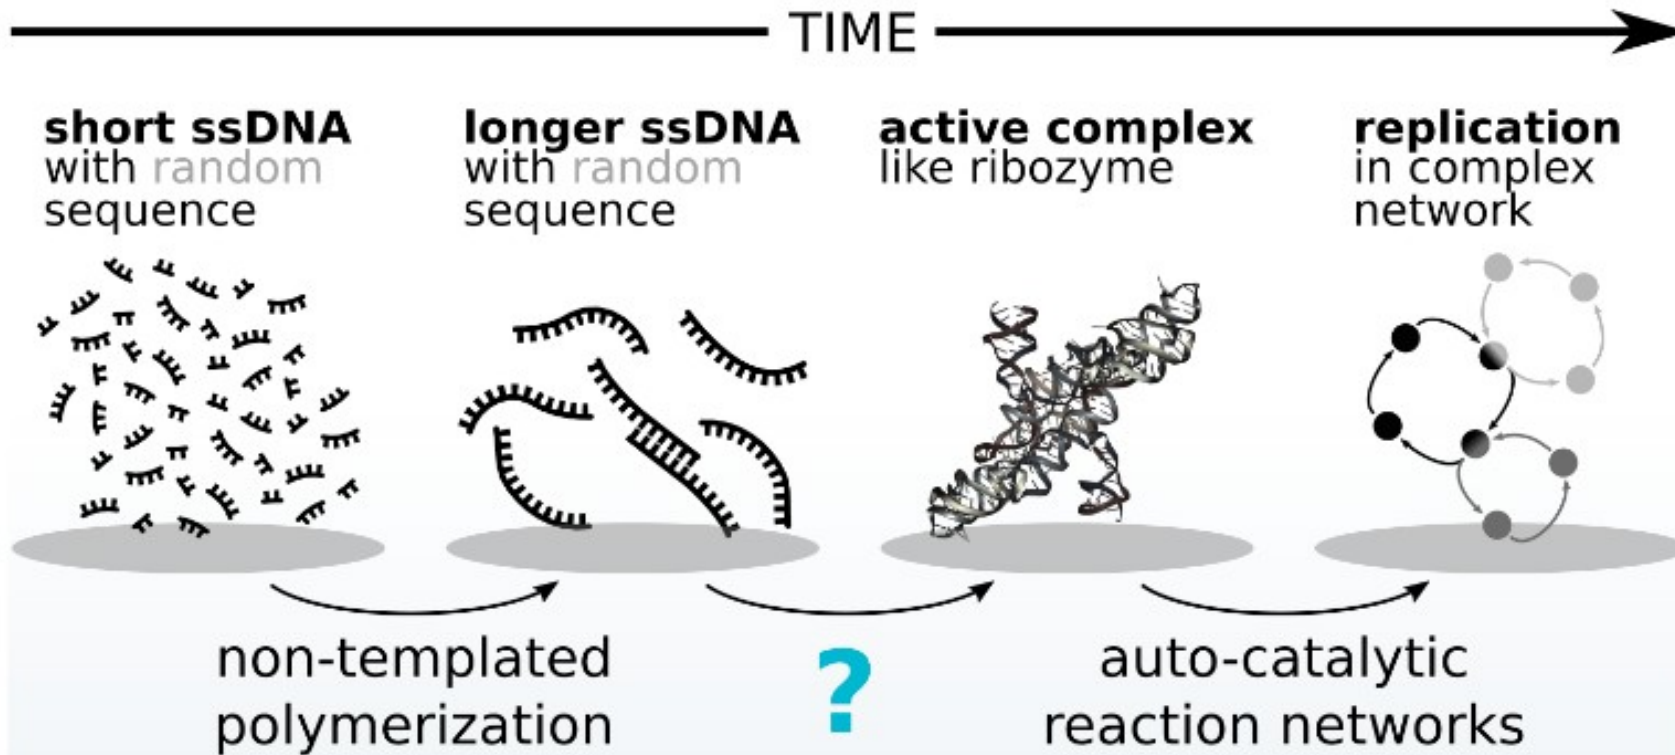 TIME
short ssDNA
with random
sequence
longer ssDNA
with random
sequence
active complex
like ribozyme
replication
in complex
network
non-templated
polymerization
?
auto-catalytic
reaction networks